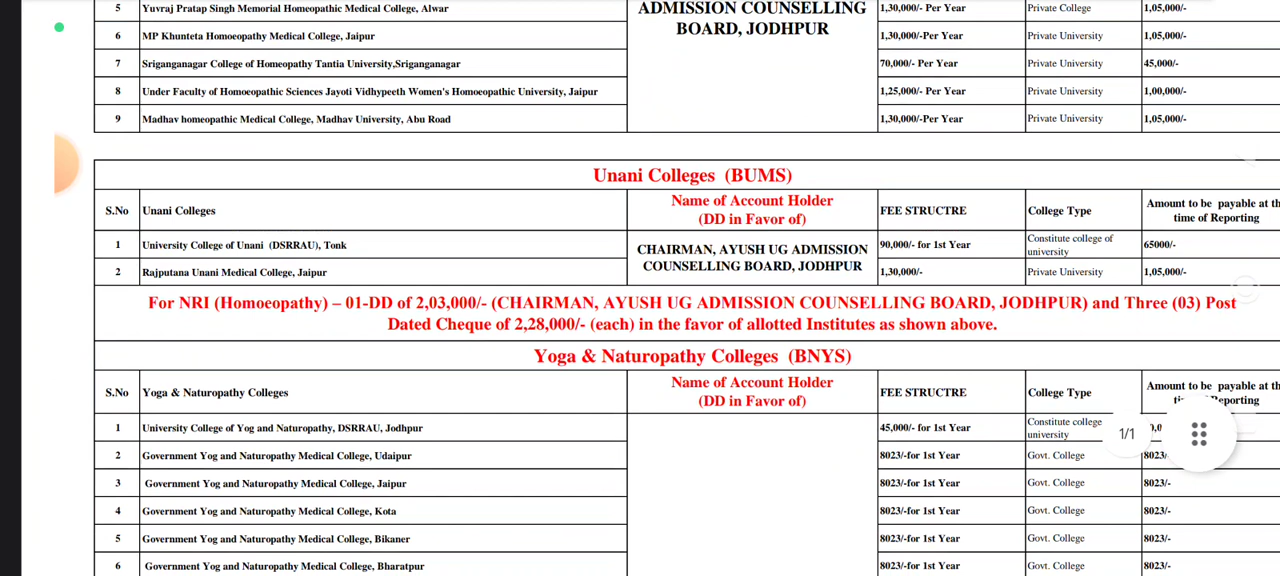 5 Yuvraj Pratap Singh Memorial Homeopathic Medical College, Alwar ADMISSION COUNSELLING 1,30,000/- Per Year Private College 1,05,000/-
BOARD, JODHPUR
6 MP Khunteta Homoeopathy Medical College, Jaipur 1,30,000/-Per Year Private University 1,05,000/-
7 Sriganganagar College of Homeopathy Tantia University,Sriganganagar 70,000/- Per Year Private University 45,000/-
8 Under Faculty of Homoeopathic Sciences Jayoti Vidhypeeth Women's Homoeopathic University, Jaipur 1,25,000/- Per Year Private University 1,00,000/-
9 Madhav homeopathic Medical College, Madhav University, Abu Road 1,30,000/-Per Year Private University 1,05,000/-
Unani Colleges (BUMS)
S.No Unani Colleges Name of Account Holder FEE STRUCTRE College Type Amount to be payable at
(DD in Favor of) time of Reporting
1 University College of Unani (DSRRAU), Tonk CHAIRMAN, AYUSH UG ADMISSION 90,000/- for 1st Year Constitute college of 65000/-
university
2 Rajputana Unani Medical College, Jaipur COUNSELLING BOARD, JODHPUR 1,30,000/- Private University 1,05,000/-
For NRI (Homoeopathy) – 01-DD of 2,03,000/- (CHAIRMAN, AYUSH UG ADMISSION COUNSELLING BOARD, JODHPUR) and Three (03) Post
Dated Cheque of 2,28,000/- (each) in the favor of allotted Institutes as shown above.
Yoga & Naturopathy Colleges (BNYS)
S.No Yoga & Naturopathy Colleges Name of Account Holder FEE STRUCTRE College Type Amount to be payable at
(DD in Favor of)
1 University College of Yog and Naturopathy, DSRRAU, Jodhpur 45,000/- for 1st Year Constitute college
university
1/1
2 Government Yog and Naturopathy Medical College, Udaipur 8023/-for 1st Year Govt. College 8023/-
3 Government Yog and Naturopathy Medical College, Jaipur 8023/-for 1st Year Govt. College 8023/-
4 Government Yog and Naturopathy Medical College, Kota 8023/-for 1st Year Govt. College 8023/-
5 Government Yog and Naturopathy Medical College, Bikaner 8023/-for 1st Year Govt. College 8023/-
6 Government Yog and Naturopathy Medical College, Bharatpur 8023/-for 1st Year Govt. College 8023/-